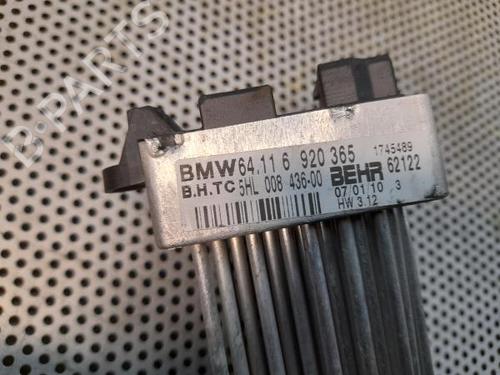 B-PARTS
BMW 64.11 6 920 365 1745489
B.H.TC 5HL 008 436-00 BEHR 62122
07/01/10 3
HW 3.12